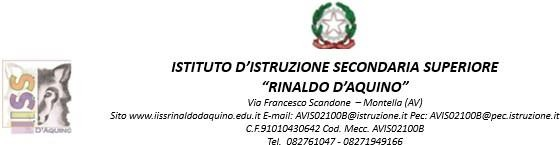 ISTITUTO D'ISTRUZIONE SECONDARIA SUPERIORE
"RINALDO D'AQUINO"
Via Francesco Scandone – Montella (AV)
Sito www.iissrinaldodaquino.edu.it E-mail: AVIS02100B@istruzione.it Pec: AVIS02100B@pec.istruzione.it
C.F.91010430642 Cod. Mecc. AVIS02100B
Tel. 082761047 - 08271949166
iiss
D'AQUINO